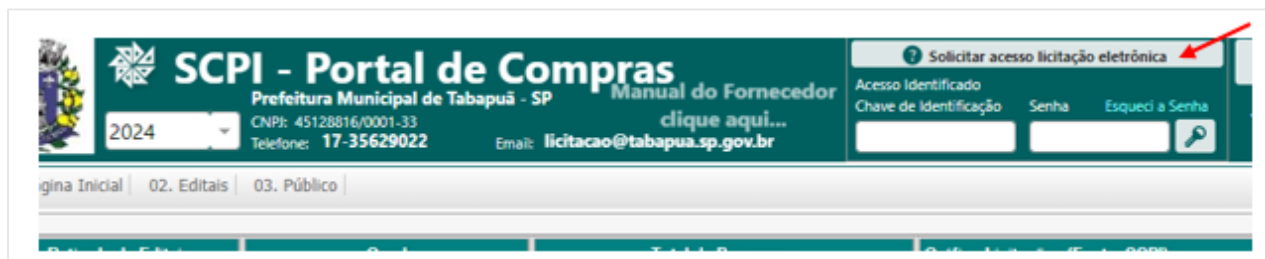 SCPI - Portal de Compras
Prefeitura Municipal de Tabapuã - SP
Manual do Fornecedor
clique aqui...
2024
CNPJ: 45128816/0001-33
Telefone: 17-35629022
Email: licitacao@tabapua.sp.gov.br
Solicitar acesso licitação eletrônica
Acesso Identificado
Chave de Identificação
Senha
Esqueci a Senha
gina Inicial
02. Editais
03. Público